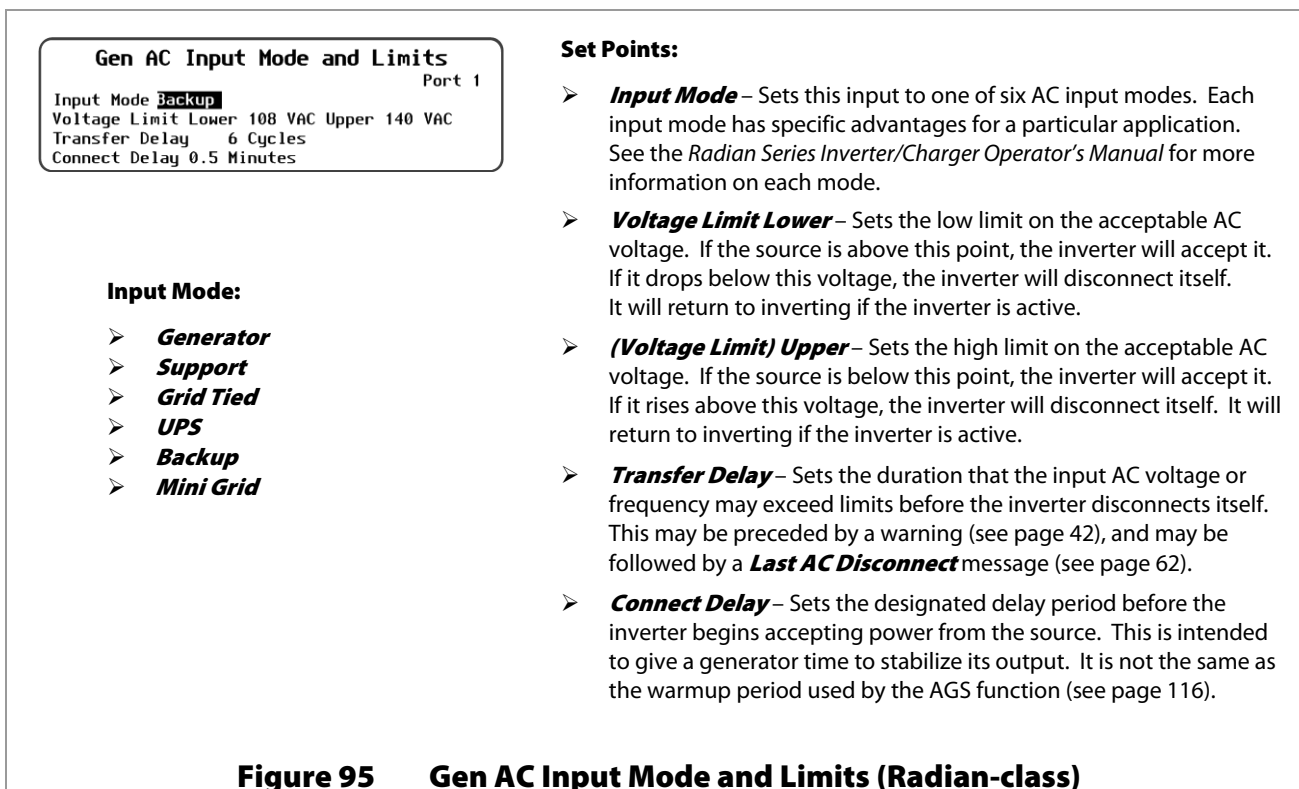 Gen AC Input Mode and Limits
Port 1
Input Mode Backup
Voltage Limit Lower 108 VAC Upper 140 VAC
Transfer Delay 6 Cycles
Connect Delay 0.5 Minutes
Input Mode:
➢ Generator
➢ Support
➢ Grid Tied
➢ UPS
➢ Backup
➢ Mini Grid
Set Points:
➢ Input Mode – Sets this input to one of six AC input modes. Each
input mode has specific advantages for a particular application.
See the Radian Series Inverter/Charger Operator's Manual for more
information on each mode.
➢ Voltage Limit Lower – Sets the low limit on the acceptable AC
voltage. If the source is above this point, the inverter will accept it.
If it drops below this voltage, the inverter will disconnect itself.
It will return to inverting if the inverter is active.
➢ (Voltage Limit) Upper – Sets the high limit on the acceptable AC
voltage. If the source is below this point, the inverter will accept it.
If it rises above this voltage, the inverter will disconnect itself. It will
return to inverting if the inverter is active.
➢ Transfer Delay – Sets the duration that the input AC voltage or
frequency may exceed limits before the inverter disconnects itself.
This may be preceded by a warning (see page 42), and may be
followed by a Last AC Disconnect message (see page 62).
➢ Connect Delay – Sets the designated delay period before the
inverter begins accepting power from the source. This is intended
to give a generator time to stabilize its output. It is not the same as
the warmup period used by the AGS function (see page 116).
Figure 95 Gen AC Input Mode and Limits (Radian-class)